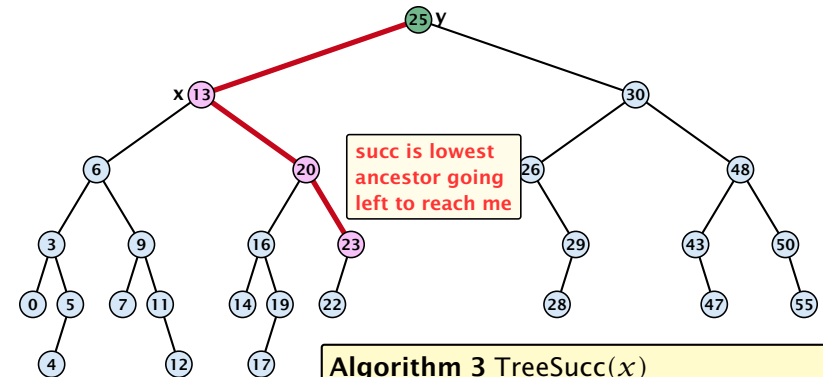 25 y
x 13 30
6 20 26 48
succ is lowest
ancestor going
left to reach me
3 9 16 23 29 43 50
0 5 7 11 14 19 22 28 47 55
4 12 17
Algorithm 3 TreeSucc(x)